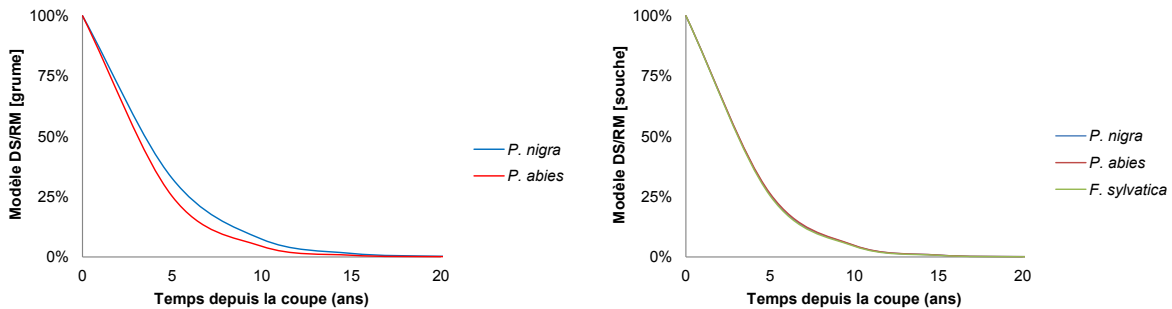 100%
75%
50%
25%
0%
Modèle DS/RM [grume]
0
5
10
15
20
Temps depuis la coupe (ans)
P. nigra
P. abies
100%
75%
50%
25%
0%
Modèle DS/RM [souche]
0
5
10
15
20
Temps depuis la coupe (ans)
P. nigra
P. abies
F. sylvatica